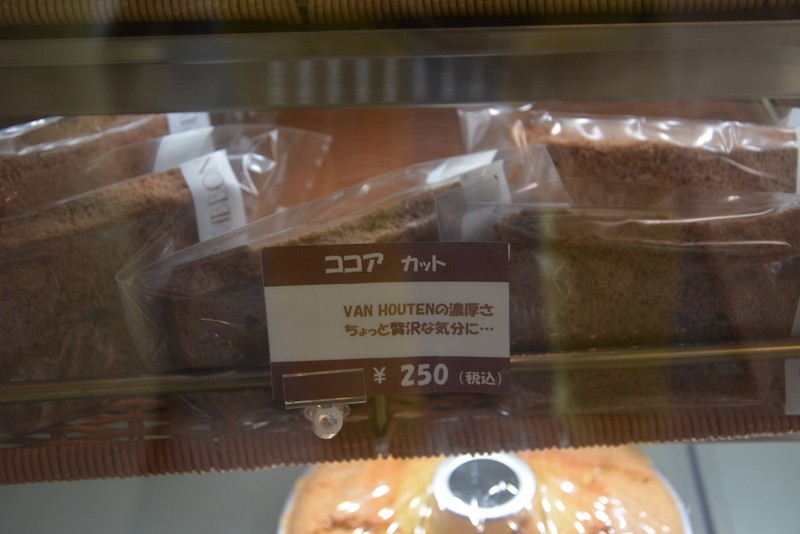 ココア カット
VAN HOUTENの濃厚さ
ちょっと贅沢な気分に…
¥ 250 (税込)